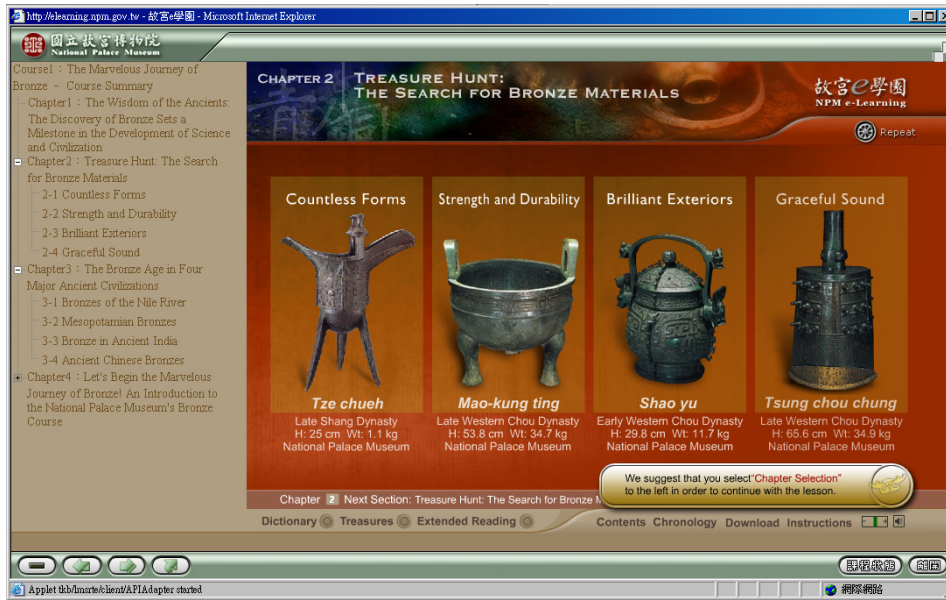 http://elearning.npm.gov.tw - 故宮e學園 - Microsoft Internet Explorer
國立故宮博物院
National Palace Museum
Course1：The Marvelous Journey of
Bronze － Course Summary
Chapter1：The Wisdom of the Ancients:
The Discovery of Bronze Sets a
Milestone in the Development of Science
and Civilization
Chapter2：Treasure Hunt: The Search
for Bronze Materials
2-1 Countless Forms
2-2 Strength and Durability
2-3 Brilliant Exteriors
2-4 Graceful Sound
Chapter3：The Bronze Age in Four
Major Ancient Civilizations
3-1 Bronzes of the Nile River
3-2 Mesopotamian Bronzes
3-3 Bronze in Ancient India
3-4 Ancient Chinese Bronzes
Chapter4：Let's Begin the Marvelous
Journey of Bronze! An Introduction to
the National Palace Museum's Bronze
Course
CHAPTER 2 TREASURE HUNT:
THE SEARCH FOR BRONZE MATERIALS
故宮e學園
NPM e-Learning
Repeat
Countless Forms
Tze chueh
Late Shang Dynasty
H: 25 cm Wt: 1.1 kg
National Palace Museum
Strength and Durability
Mao-kung ting
Late Western Chou Dynasty
H: 53.8 cm Wt: 34.7 kg
National Palace Museum
Brilliant Exteriors
Shao yu
Early Western Chou Dynasty
H: 29.8 cm Wt: 11.7 kg
National Palace Museum
Graceful Sound
Tsung chou chung
Late Western Chou Dynasty
H: 65.6 cm Wt: 34.9 kg
National Palace Museum
We suggest that you select"Chapter Selection"
to the left in order to continue with the lesson.
Chapter 2 Next Section: Treasure Hunt: The Search for Bronze M
Dictionary Treasures Extended Reading Contents Chronology Download Instructions
Applet tkb/lmsrte/client/APIAdapter started
網際網路